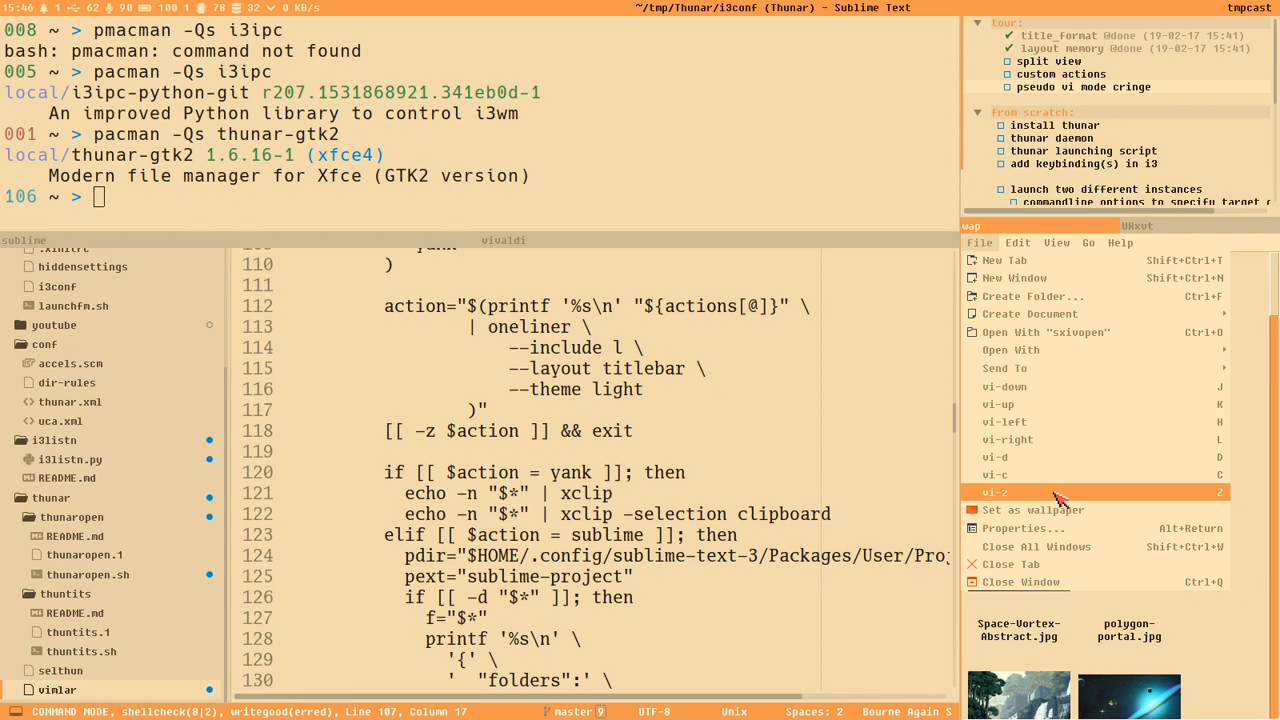 15:46 1 62 90 100 1 78 32 0 KB/s
~/tmp/Thunar/i3conf (Thunar) - Sublime Text
tmpcast
008 ~ > pmacman -Qs i3ipc
bash: pmacman: command not found
005 ~ > pacman -Qs i3ipc
local/i3ipc-python-git r207.1531868921.341eb0d-1
An improved Python library to control i3wm
001 ~ > pacman -Qs thunar-gtk2
local/thunar-gtk2 1.6.16-1 (xfce4)
Modern file manager for Xfce (GTK2 version)
106 ~ >
tour:
✔ title_format @done (19-02-17 15:41)
✔ layout memory @done (19-02-17 15:41)
split view
custom actions
pseudo vi mode cringe
From scratch:
install thunar
thunar daemon
thunar launching script
add keybinding(s) in i3
launch two different instances
commandline options to specify target
sublime
vivaldi
hiddensettings
i3conf
launchfm.sh
youtube
conf
accels.scm
dir-rules
thunar.xml
uca.xml
i3listn
i3listn.py
README.md
thunar
thunaropen
README.md
thunaropen.1
thunaropen.sh
thuntits
README.md
thuntits.1
thuntits.sh
selthun
vimlar
yank
110 )
111
112 action="$(printf '%s\n' "${actions[@]}" \
113 | oneliner \
114 --include l \
115 --layout titlebar \
116 --theme light
117 )"
118 [[ -z $action ]] && exit
119
120 if [[ $action = yank ]]; then
121 echo -n "$*" | xclip
122 echo -n "$*" | xclip -selection clipboard
123 elif [[ $action = sublime ]]; then
124 pdir="$HOME/.config/sublime-text-3/Packages/User/Pro
125 pext="sublime-project"
126 if [[ -d "$*" ]]; then
127 f="$*"
128 printf '%s\n' \
129 '{' \
130 ' "folders":' \
wap
URxvt
File Edit View Go Help
New Tab Shift+Ctrl+T
New Window Shift+Ctrl+N
Create Folder... Ctrl+F
Create Document
Open With "sxivopen" Ctrl+O
Open With
Send To
vi-down J
vi-up K
vi-left H
vi-right L
vi-d D
vi-c C
vi-z Z
Set as wallpaper
Properties... Alt+Return
Close All Windows Shift+Ctrl+W
Close Tab
Close Window Ctrl+Q
Space-Vortex-
Abstract.jpg
polygon-
portal.jpg
COMMAND MODE, shellcheck(8|2), writegood(erred), Line 107, Column 17
master 9
UTF-8
Unix
Spaces: 2
Bourne Again S